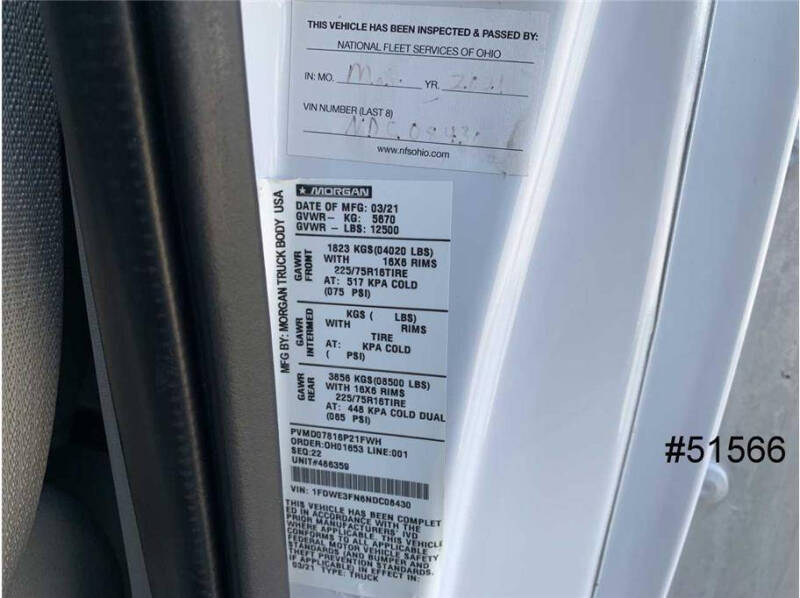 THIS VEHICLE HAS BEEN INSPECTED & PASSED BY:
NATIONAL FLEET SERVICES OF OHIO
IN: MO. YR. 2021
VIN NUMBER (LAST 8)
NDC08430
www.nfsohio.com
MORGAN
DATE OF MFG: 03/21
GVWR- KG: 5670
GVWR - LBS: 12500
MFG BY: MORGAN TRUCK BODY USA
GAWR FRONT
1823 KGS(04020 LBS)
WITH 16X6 RIMS
225/75R16TIRE
AT: 517 KPA COLD
(075 PSI)
GAWR INTERMED
KGS ( LBS)
WITH RIMS
TIRE
AT: KPA COLD
( PSI)
GAWR REAR
3856 KGS(08500 LBS)
WITH 16X6 RIMS
225/75R16TIRE
AT: 448 KPA COLD DUAL
(065 PSI)
PVMD07616P21FWH
ORDER:OH01653 LINE:001
SEQ:22
UNIT#486359
VIN: 1FDWE3FN6NDC08430
THIS VEHICLE HAS BEEN COMPLET
ED IN ACCORDANCE WITH THE
PRIOR MANUFACTURERS IVD
WHERE APPLICABLE. THIS VEHICLE
CONFORMS TO ALL APPLICABLE
FEDERAL MOTOR VEHICLE SAFETY
STANDARDS (AND BUMPER AND
THEFT PREVENTION STANDARDS
IF APPLICABLE) IN EFFECT IN:
03/21 TYPE: TRUCK
#51566